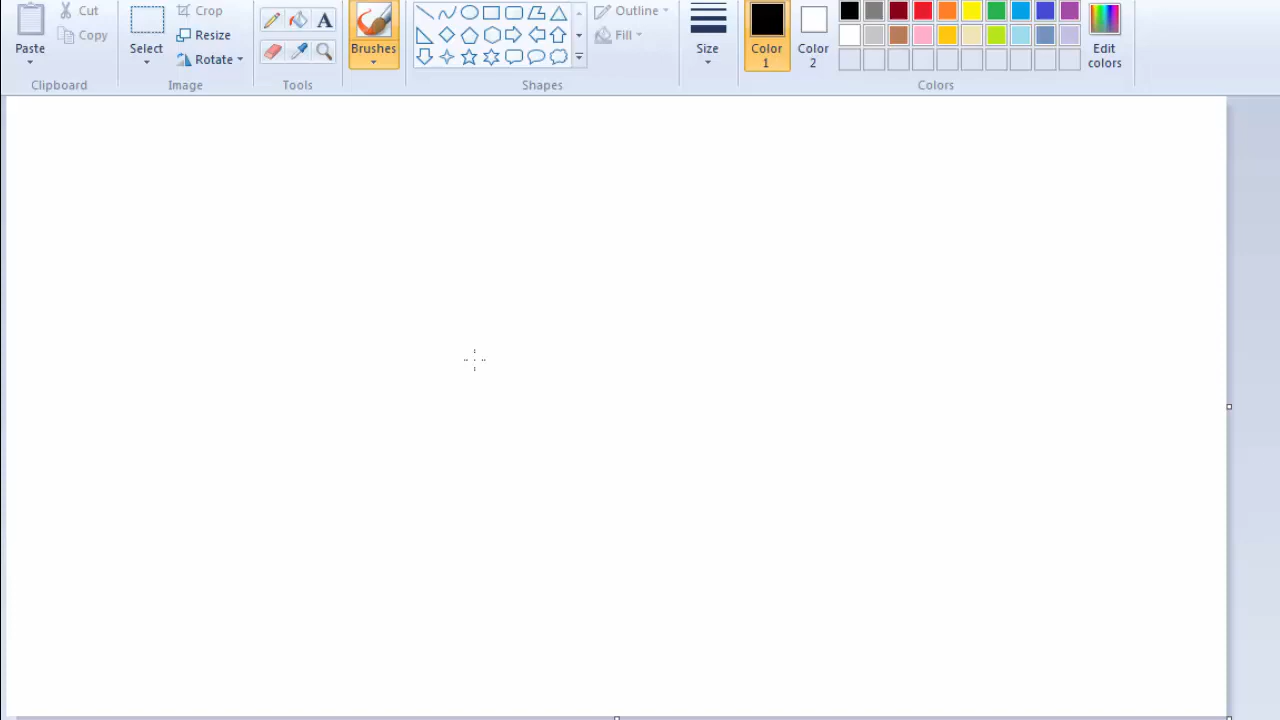 Cut Crop Outline
Copy Resize Fill
Paste Select Rotate Brushes Size Color 1 Color 2 Edit colors
A
Clipboard Image Tools Shapes Colors